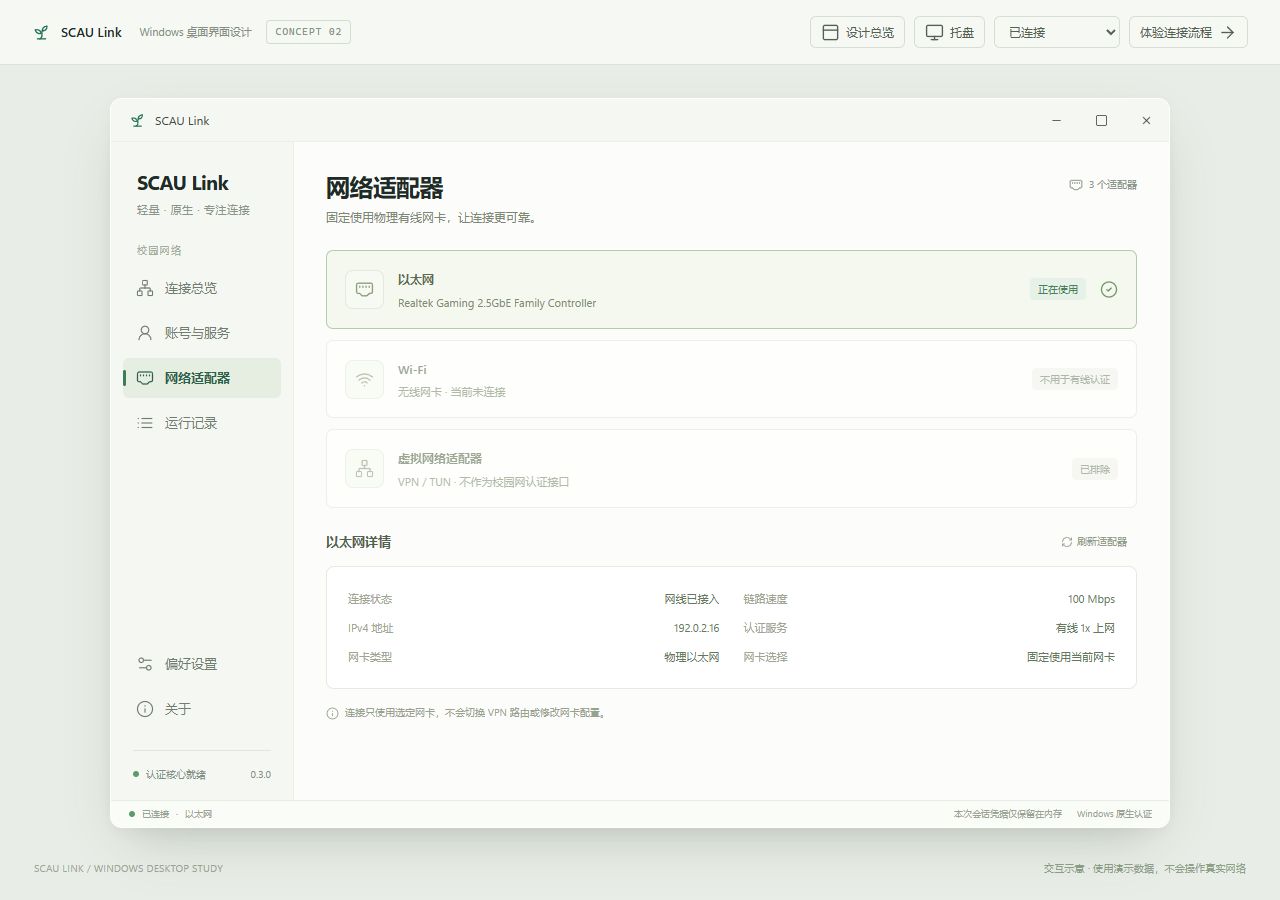 SCAU Link Windows 桌面界面设计 CONCEPT 02 设计总览 托盘 已连接 体验连接流程
SCAU Link
SCAU Link
轻量 · 原生 · 专注连接
校园网络
连接总览
账号与服务
网络适配器
运行记录
偏好设置
关于
认证核心就绪 0.3.0
网络适配器
3 个适配器
固定使用物理有线网卡，让连接更可靠。
以太网
Realtek Gaming 2.5GbE Family Controller
正在使用
Wi-Fi
无线网卡 · 当前未连接
不用于有线认证
虚拟网络适配器
VPN / TUN · 不作为校园网认证接口
已排除
以太网详情
刷新适配器
连接状态 网线已接入 链路速度 100 Mbps
IPv4 地址 192.0.2.16 认证服务 有线 1x 上网
网卡类型 物理以太网 网卡选择 固定使用当前网卡
连接只使用选定网卡，不会切换 VPN 路由或修改网卡配置。
已连接 · 以太网 本次会话凭据仅保留在内存 Windows 原生认证
SCAU LINK / WINDOWS DESKTOP STUDY 交互示意 · 使用演示数据，不会操作真实网络